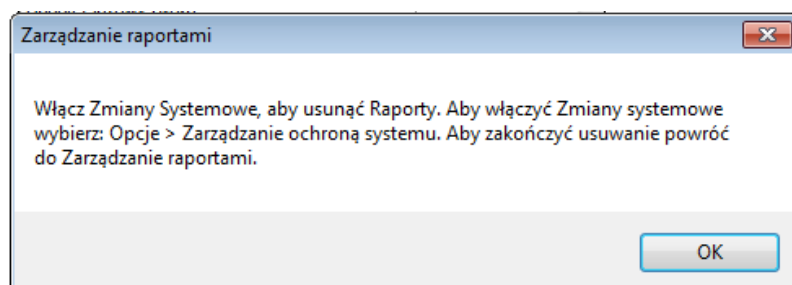 Zarządzanie raportami
Włącz Zmiany Systemowe, aby usunąć Raporty. Aby włączyć Zmiany systemowe
wybierz: Opcje > Zarządzanie ochroną systemu. Aby zakończyć usuwanie powróć
do Zarządzanie raportami.
OK